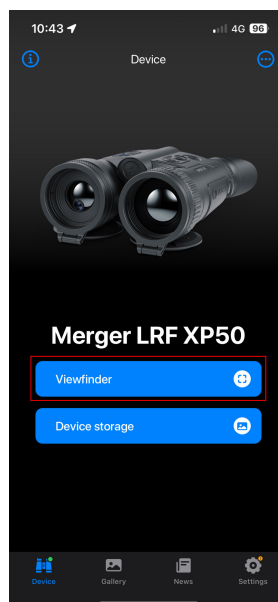 10:43
4G 96
Device
Merger LRF XP50
Viewfinder
Device storage
Device
Gallery
News
Settings